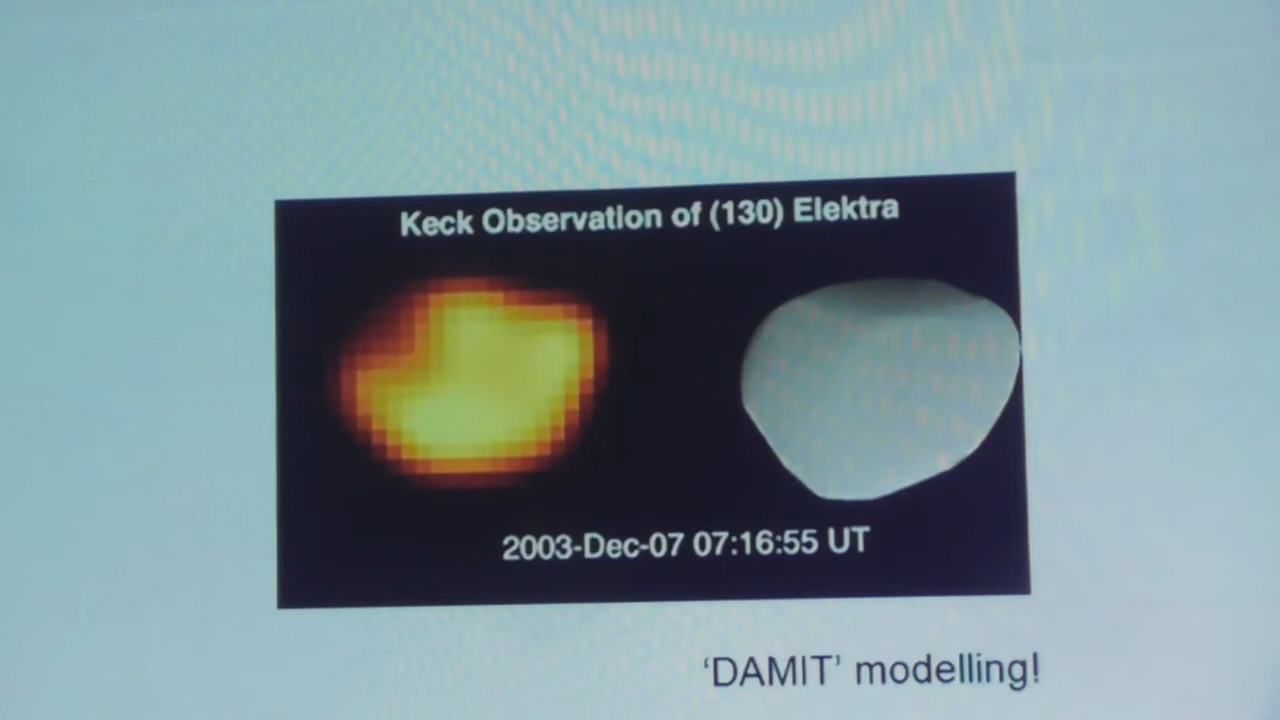 Keck Observation of (130) Elektra
2003-Dec-07 07:16:55 UT
‘DAMIT’ modelling!